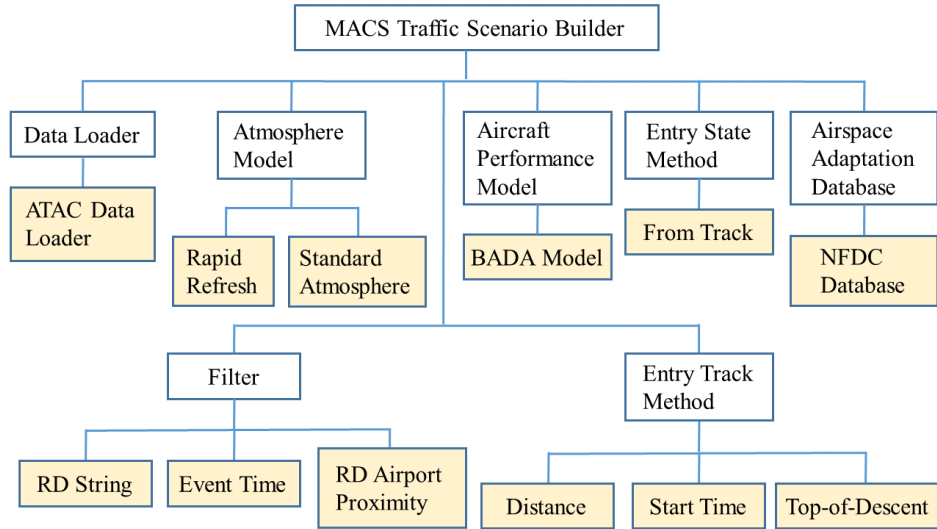 MACS Traffic Scenario Builder
Data Loader
Atmosphere
Model
Aircraft
Performance
Model
Entry State
Method
Airspace
Adaptation
Database
ATAC Data
Loader
Rapid
Refresh
Standard
Atmosphere
BADA Model
From Track
NFDC
Database
Filter
Entry Track
Method
RD String
Event Time
RD Airport
Proximity
Distance
Start Time
Top-of-Descent